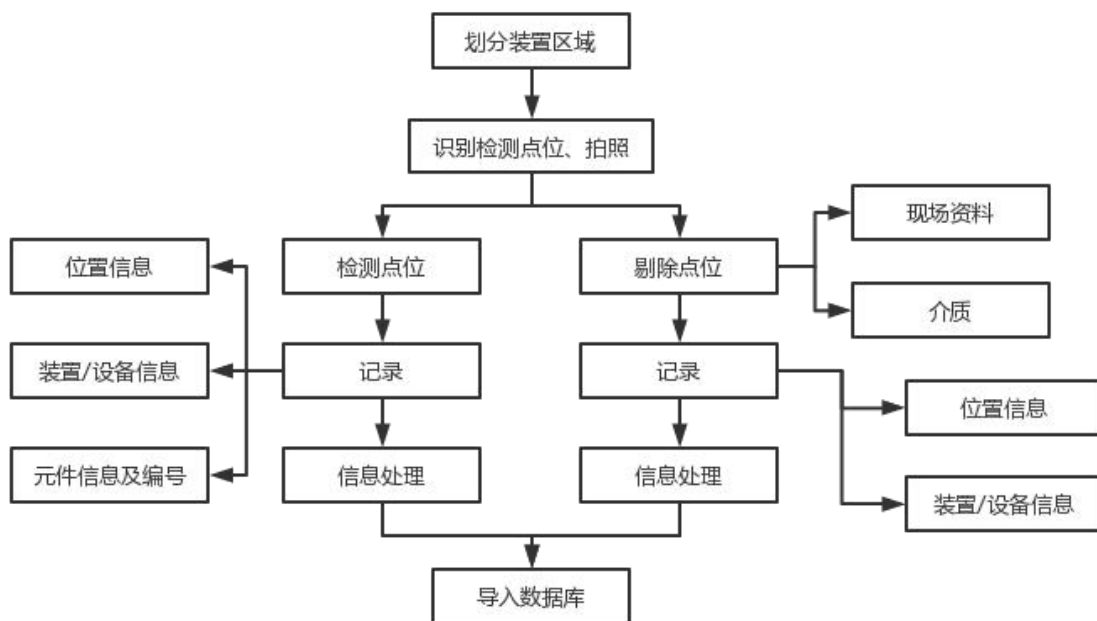 划分装置区域
识别检测点位、拍照
现场资料
位置信息
检测点位
剔除点位
介质
装置/设备信息
记录
记录
位置信息
元件信息及编号
信息处理
信息处理
装置/设备信息
导入数据库